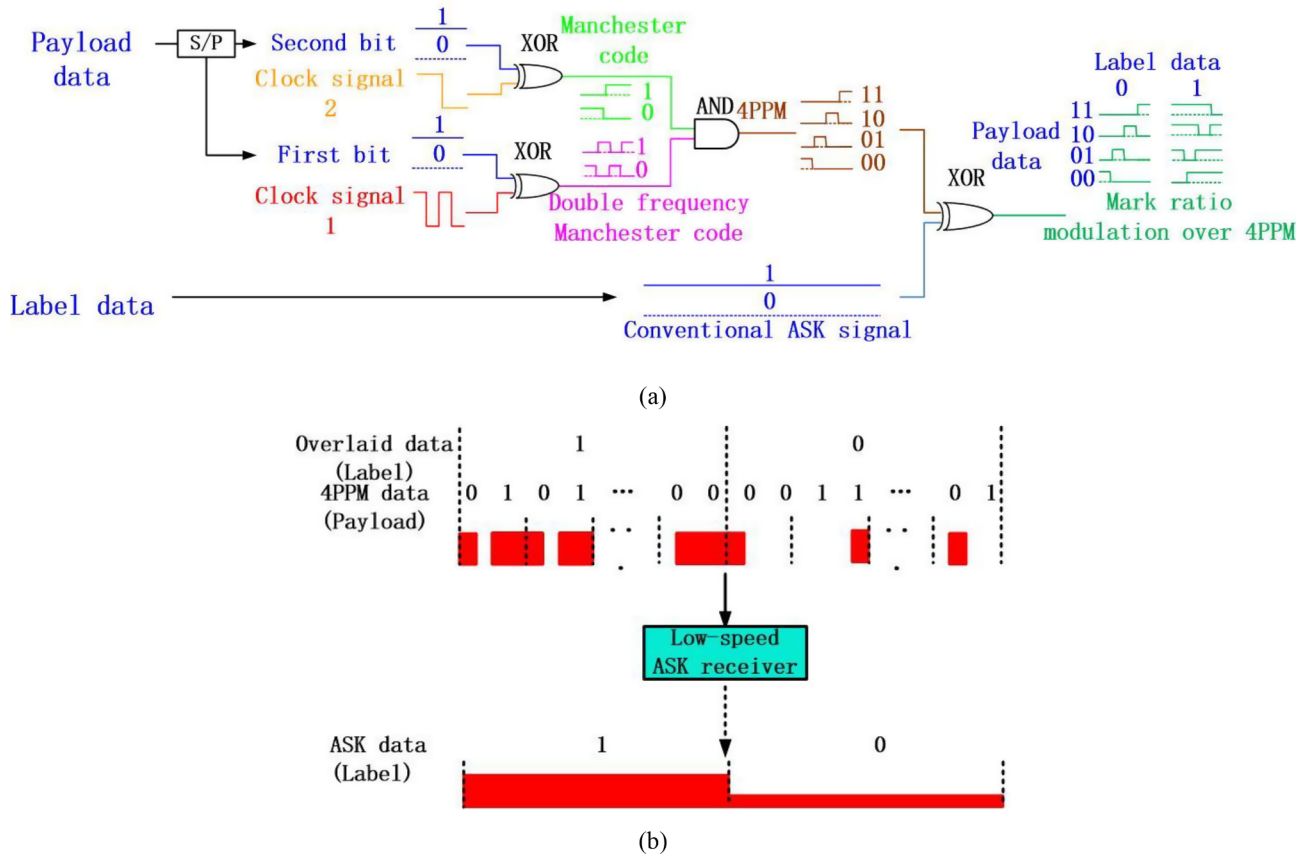 Payload
data
S/P
Second bit
1
0
XOR
Manchester
code
1
0
Clock signal
2
AND
4PPM
11
10
01
00
Label data
0 1
Payload
data
11
10
01
00
First bit
1
0
XOR
1
0
Clock signal
1
Double frequency
Manchester code
XOR
Mark ratio
modulation over 4PPM
Label data
1
0
Conventional ASK signal
(a)
Overlaid data
(Label)
1 0
4PPM data
(Payload)
0 1 0 1 ... 0 0 0 0 1 1 ... 0 1
Low-speed
ASK receiver
ASK data
(Label)
1 0
(b)